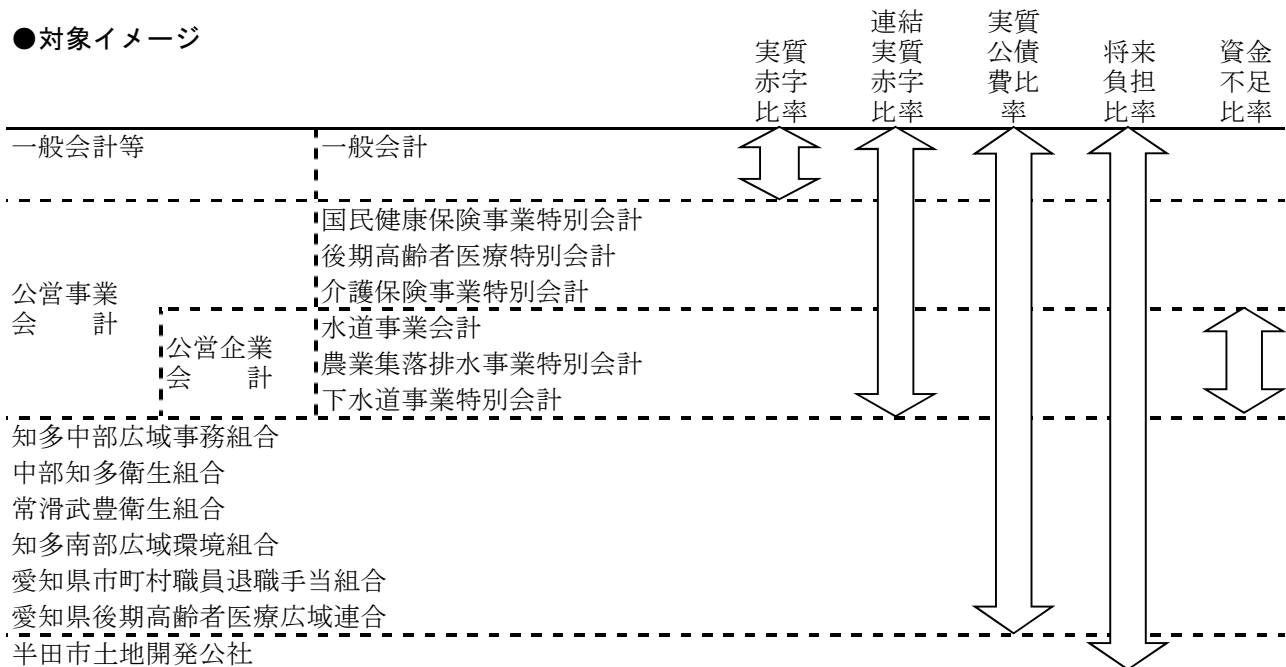 ●対象イメージ
実質
赤字
比率
連結
実質
赤字
比率
実質
公債
費比
率
将来
負担
比率
資金
不足
比率
一般会計等
一般会計
公営事業
会　　計
国民健康保険事業特別会計
後期高齢者医療特別会計
介護保険事業特別会計
公営企業
会　　計
水道事業会計
農業集落排水事業特別会計
下水道事業特別会計
知多中部広域事務組合
中部知多衛生組合
常滑武豊衛生組合
知多南部広域環境組合
愛知県市町村職員退職手当組合
愛知県後期高齢者医療広域連合
半田市土地開発公社